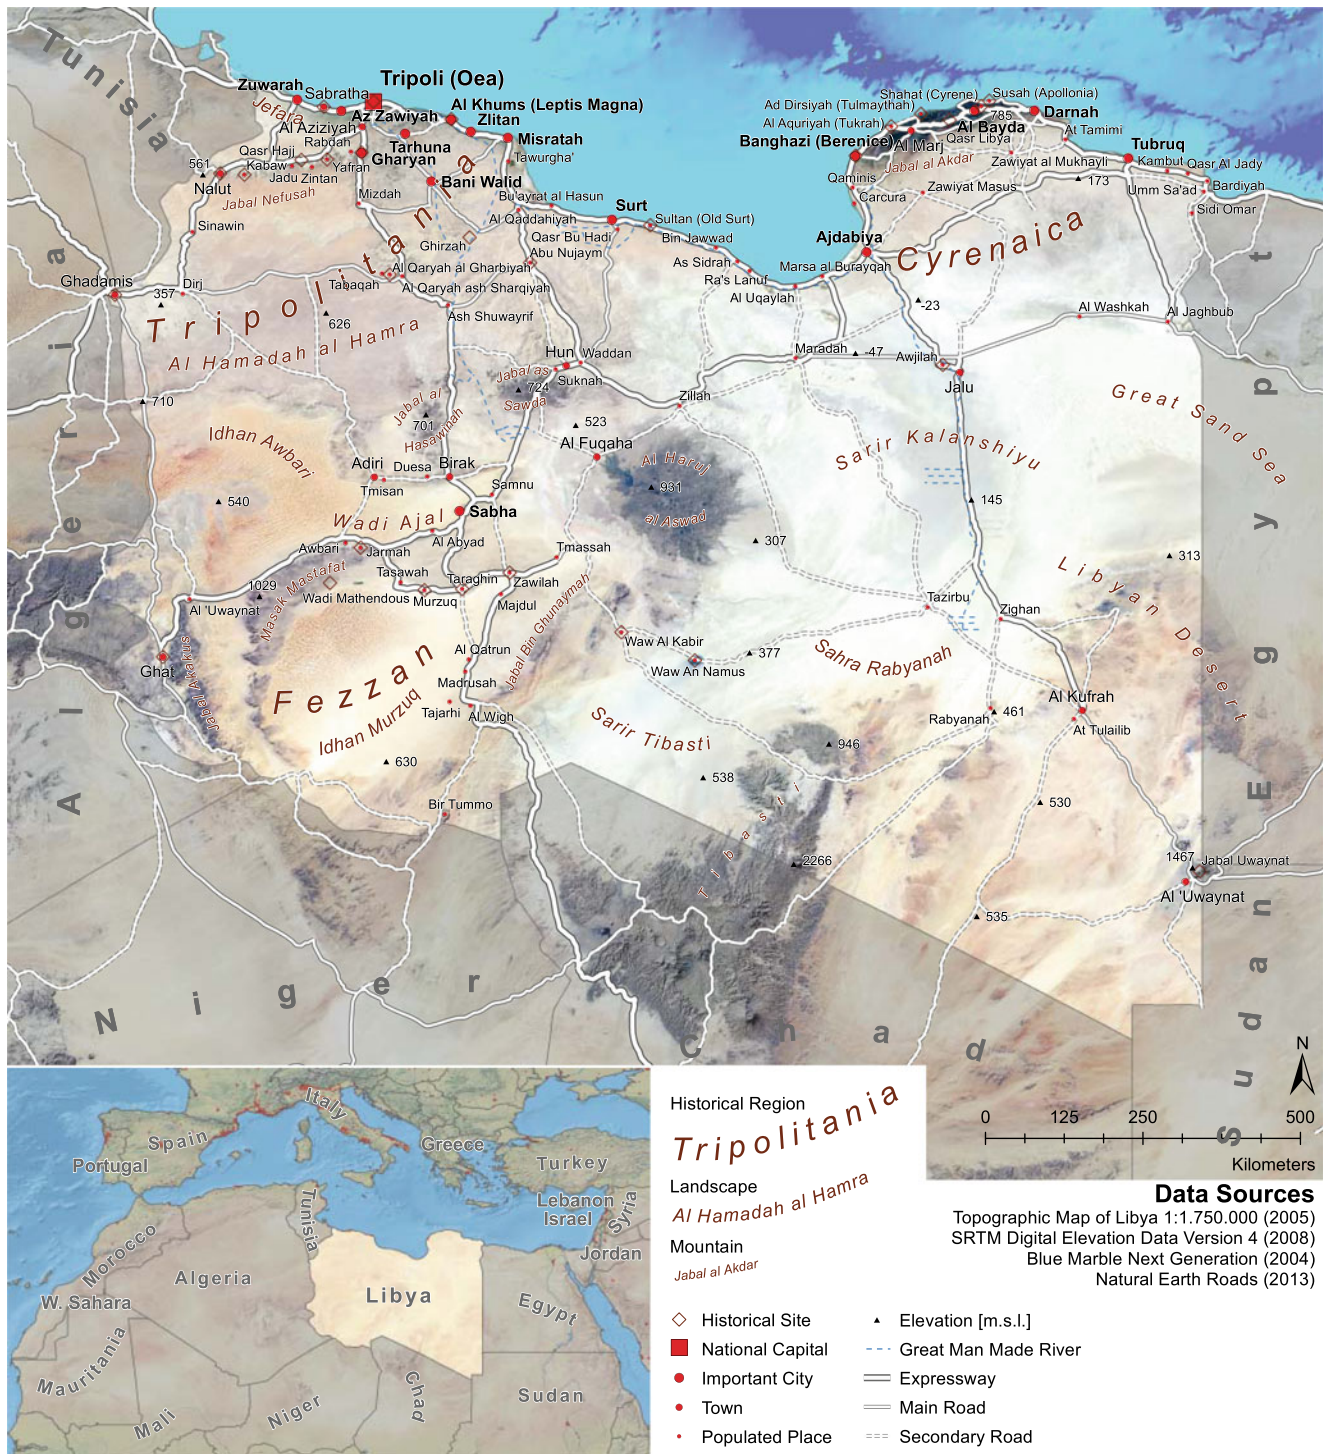 Tunisia
Zuwarah
Sabratha
Tripoli (Oea)
Jefara
Az Zawiyah
Al Khums (Leptis Magna)
Zlitan
Al Aziziyah
Rabdah
Tarhuna
Misratah
Qasr Hajj
Gharyan
Tawurgha'
561
Kabaw
Yafran
Jadu
Zintan
Nalut
Bani Walid
Jabal Nefusah
Mizdah
Bu'ayrat al Hasun
Surt
Al Qaddahiyah
Sultan (Old Surt)
Sinawin
Ghirzah
Qasr Bu Hadi
Bin Jawwad
Abu Nujaym
Shahat (Cyrene)
Susah (Apollonia)
Ad Dirsiyah (Tulmaythah)
785
Darnah
Al Aquriyah (Tukrah)
Al Bayda
At Tamimi
Banghazi (Berenice)
Al Marj
Qasr Libya
Tubruq
Jabal al Akdar
Zawiyat al Muknayli
Kambut
Qasr Al Jady
Qaminis
173
Umm Sa'ad
Bardiyah
Zawiyat Masus
Carcura
Sidi Omar
Ajdabiya
Cyrenaica
As Sidrah
Ra's Lanuf
Marsa al Burayqah
Al Uqaylah
Ghadamis
Dirj
357
Tabaqah
Al Qaryah al Gharbiyah
Al Qaryah ash Sharqiyah
Tripolitania
626
Ash Shuwayrif
-23
Al Washkah
Al Jaghbub
Al Hamadah al Hamra
Hun
Waddan
Maradah
-47
Awjilah
Jabal as
Sawda
Suknah
724
Jalu
710
Zillah
Great Sand Sea
Jabal al
Hasawinah
701
523
Idhan Awbari
Al Fuqaha
Sarir Kalanshiyu
Adiri
Duesa
Birak
Al Haruj
al Aswad
931
Tmisan
Samnu
540
145
Wadi Ajal
Sabha
307
Awbari
Jarmah
Al Abyad
Tmassah
313
1029
Masak Mastafat
Tasawah
Taraghin
Zawilah
Libyan Desert
Wadi Mathendous
Murzuq
Majdul
Tazirbu
Zighan
Al 'Uwaynat
Jabal Bin Ghunaymah
Waw Al Kabir
Ghat
Jabal Akakus
Al Qatrun
377
Sahra Rabyanah
Waw An Namus
Fezzan
Madrusah
Al Kufrah
Idhan Murzuq
Tajarhi
Al Wigh
Sarir Tibasti
Rabyanah
461
At Tulailib
946
630
538
Bir Tummo
Tibasti
530
2266
1467
Jabal Uwaynat
Al 'Uwaynat
535
Algeria
Egypt
Niger
Chad
Sudan
N
0 125 250 500
Kilometers
Italy
Spain
Portugal
Greece
Turkey
Lebanon
Israel
Syria
Jordan
Tunisia
Morocco
Algeria
W. Sahara
Libya
Egypt
Mauritania
Mali
Niger
Chad
Sudan
Historical Region
Tripolitania
Landscape
Al Hamadah al Hamra
Mountain
Jabal al Akdar
Data Sources
Topographic Map of Libya 1:1.750.000 (2005)
SRTM Digital Elevation Data Version 4 (2008)
Blue Marble Next Generation (2004)
Natural Earth Roads (2013)
Historical Site
National Capital
Important City
Town
Populated Place
Elevation [m.s.l.]
Great Man Made River
Expressway
Main Road
Secondary Road